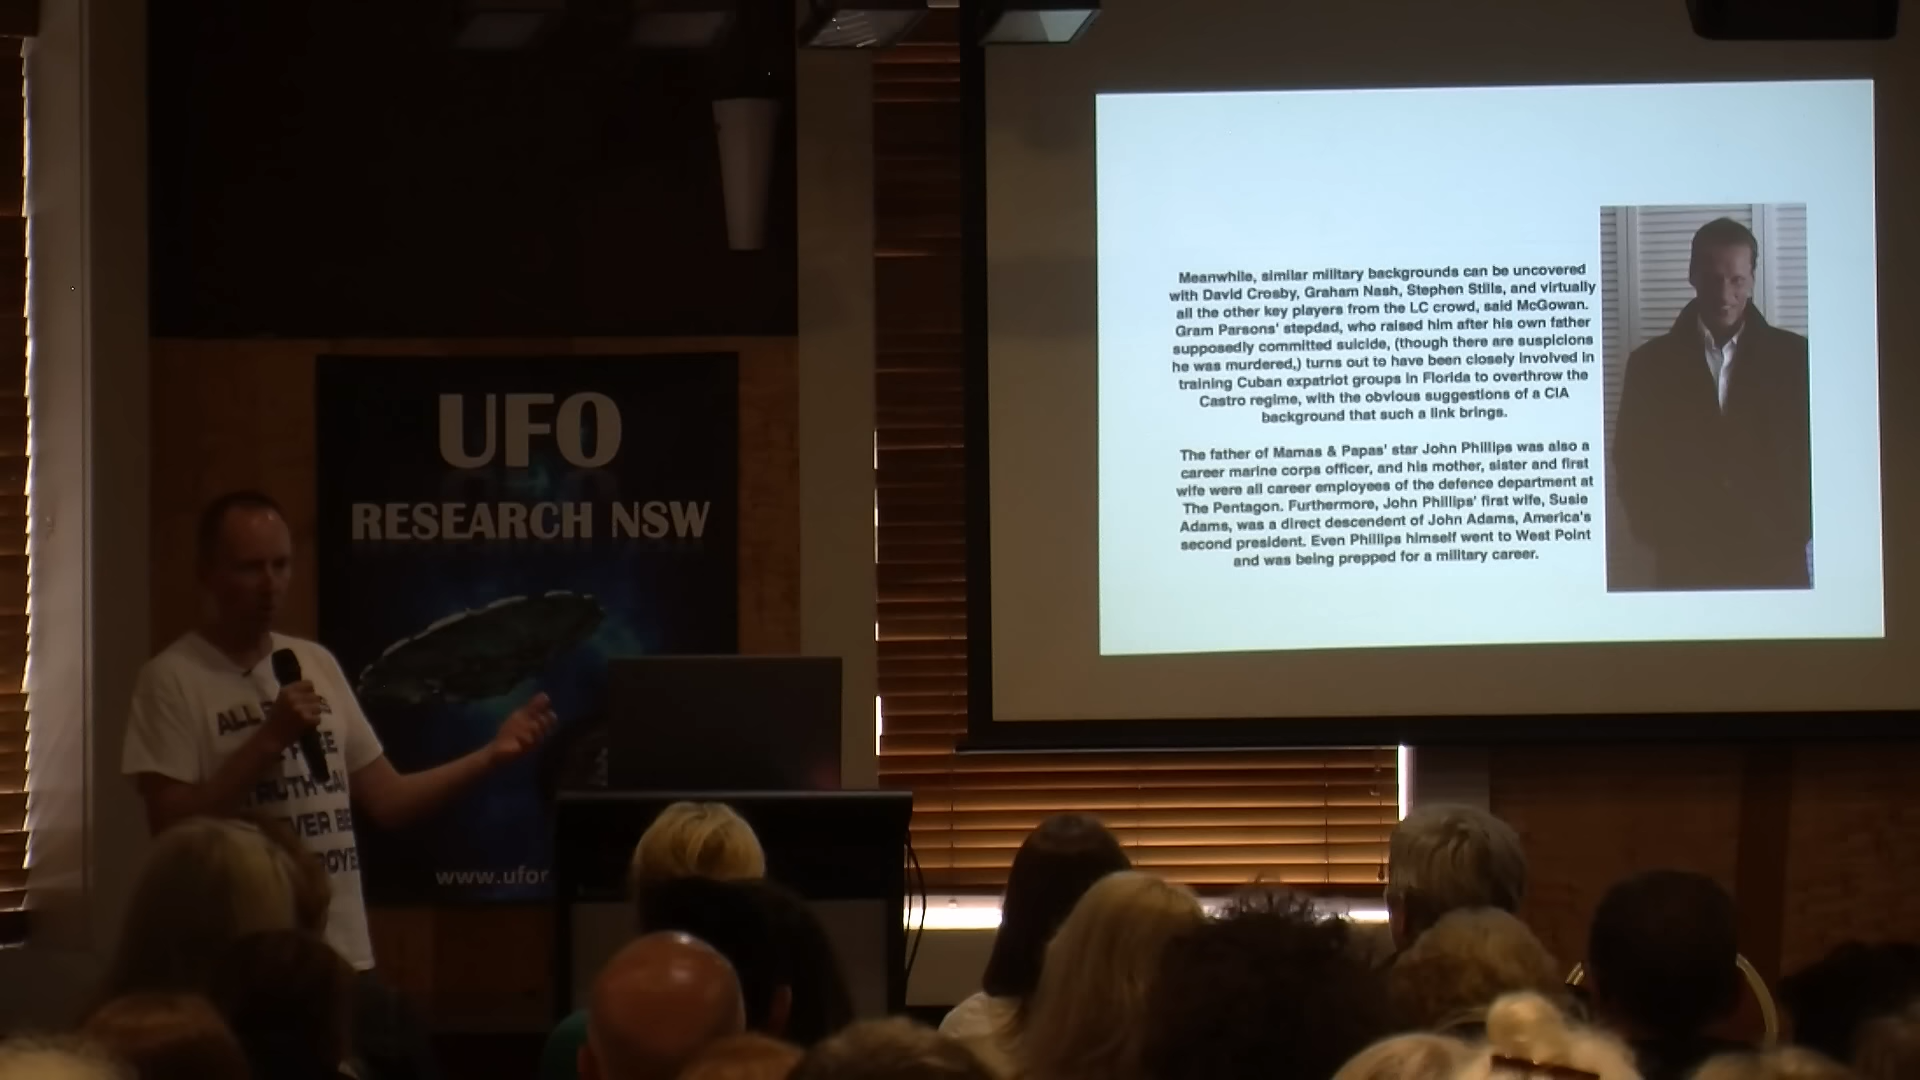 UFO
RESEARCH NSW
www.ufor
ALL
TRUTH CAN
EVER BE
Meanwhile, similar military backgrounds can be uncovered
with David Crosby, Graham Nash, Stephen Stills, and virtually
all the other key players from the LC crowd, said McGowan.
Gram Parsons' stepdad, who raised him after his own father
supposedly committed suicide, (though there are suspicions
he was murdered,) turns out to have been closely involved in
training Cuban expatriot groups in Florida to overthrow the
Castro regime, with the obvious suggestions of a CIA
background that such a link brings.
The father of Mamas & Papas' star John Phillips was also a
career marine corps officer, and his mother, sister and first
wife were all career employees of the defence department at
The Pentagon. Furthermore, John Phillips' first wife, Susie
Adams, was a direct descendent of John Adams, America's
second president. Even Phillips himself went to West Point
and was being prepped for a military career.